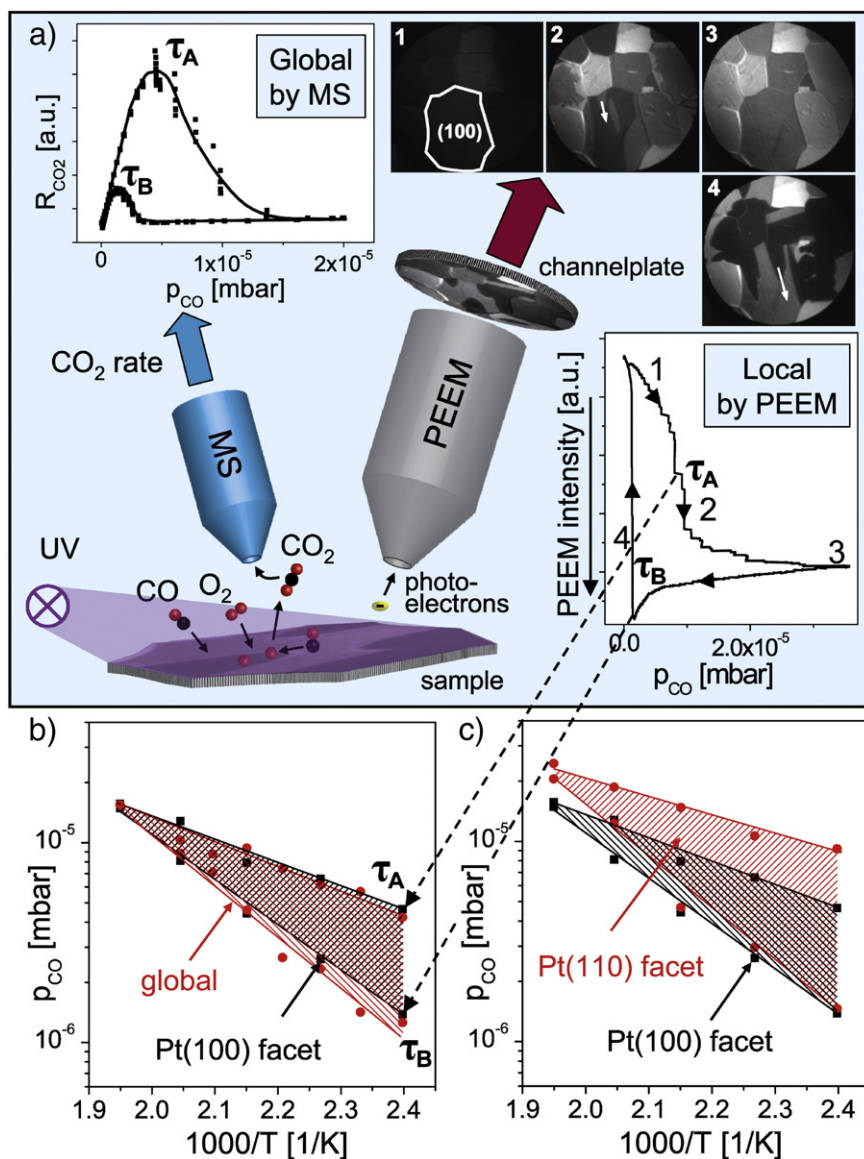 a)
Global
by MS
τA
τB
RCO2 [a.u.]
0
1x10-5
2x10-5
pCO [mbar]
1
2
3
(100)
4
channelplate
CO2 rate
MS
PEEM
UV
CO
O2
CO2
photo-
electrons
sample
Local
by PEEM
PEEM intensity [a.u.]
1
τA
2
3
4
τB
0.0
2.0x10-5
pCO [mbar]
b)
pCO [mbar]
10-5
10-6
τA
τB
global
Pt(100) facet
1.9
2.0
2.1
2.2
2.3
2.4
1000/T [1/K]
c)
pCO [mbar]
10-5
10-6
Pt(110) facet
Pt(100) facet
1.9
2.0
2.1
2.2
2.3
2.4
1000/T [1/K]